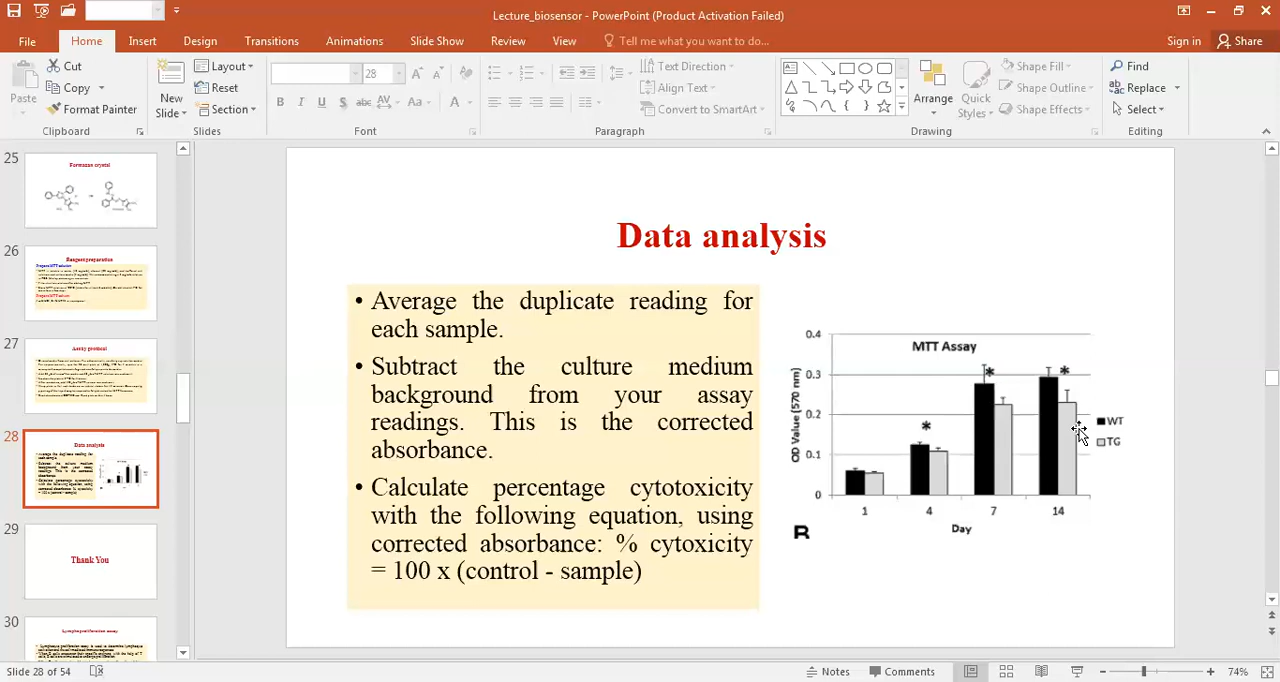 Lecture_biosensor - PowerPoint (Product Activation Failed)
File Home Insert Design Transitions Animations Slide Show Review View Tell me what you want to do... Sign in Share
Paste
Cut
Copy
Format Painter
Clipboard
New
Slide
Layout
Reset
Section
Slides
28
B I U S abc AV Aa A
Font
Text Direction
Align Text
Convert to SmartArt
Paragraph
Arrange
Quick
Styles
Shape Fill
Shape Outline
Shape Effects
Drawing
Find
Replace
Select
Editing
25
Formazan crystal
26
Reagent preparation
27
Assay protocol
28
Data analysis
29
Thank You
30
Lympho proliferation assay
Data analysis
• Average the duplicate reading for
each sample.
• Subtract the culture medium
background from your assay
readings. This is the corrected
absorbance.
• Calculate percentage cytotoxicity
with the following equation, using
corrected absorbance: % cytoxicity
= 100 x (control - sample)
MTT Assay
OD Value (570 nm)
0.4
0.3
0.2
0.1
0
* * *
WT
TG
1 4 7 14
Day
B
Slide 28 of 54
Notes Comments 74%